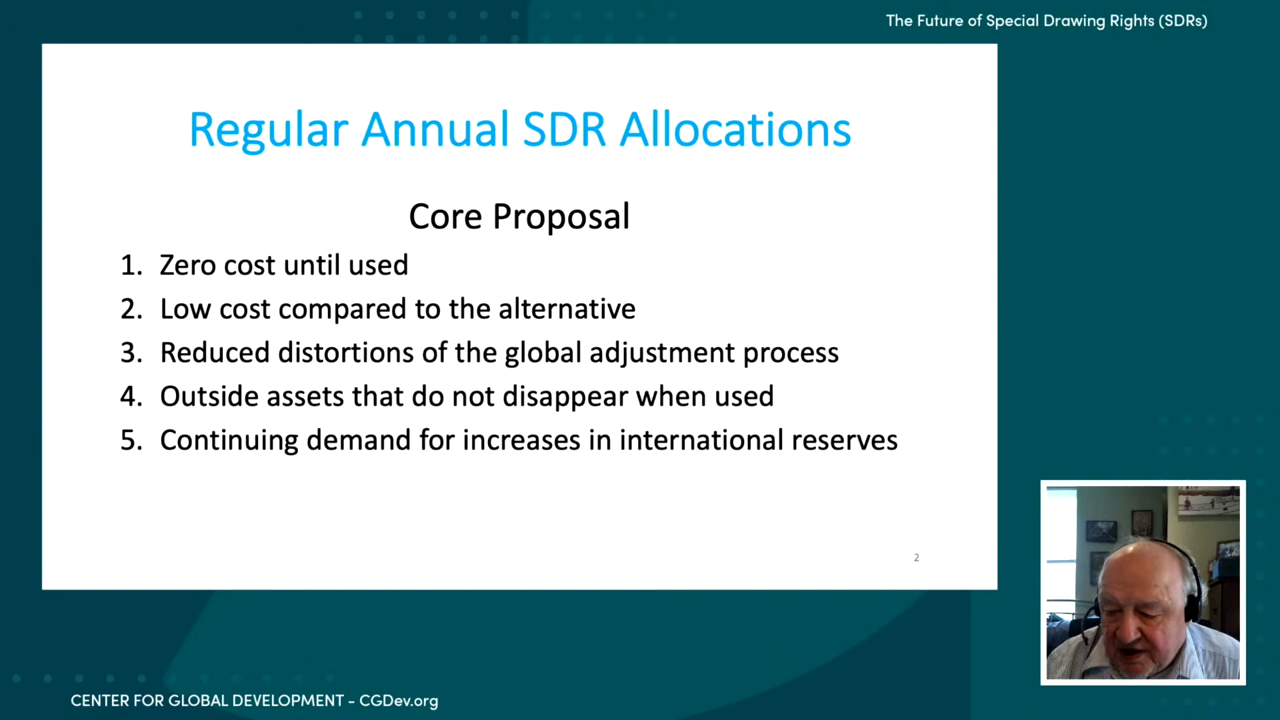 The Future of Special Drawing Rights (SDRs)
Regular Annual SDR Allocations
Core Proposal
1. Zero cost until used
2. Low cost compared to the alternative
3. Reduced distortions of the global adjustment process
4. Outside assets that do not disappear when used
5. Continuing demand for increases in international reserves
2
CENTER FOR GLOBAL DEVELOPMENT - CGDev.org